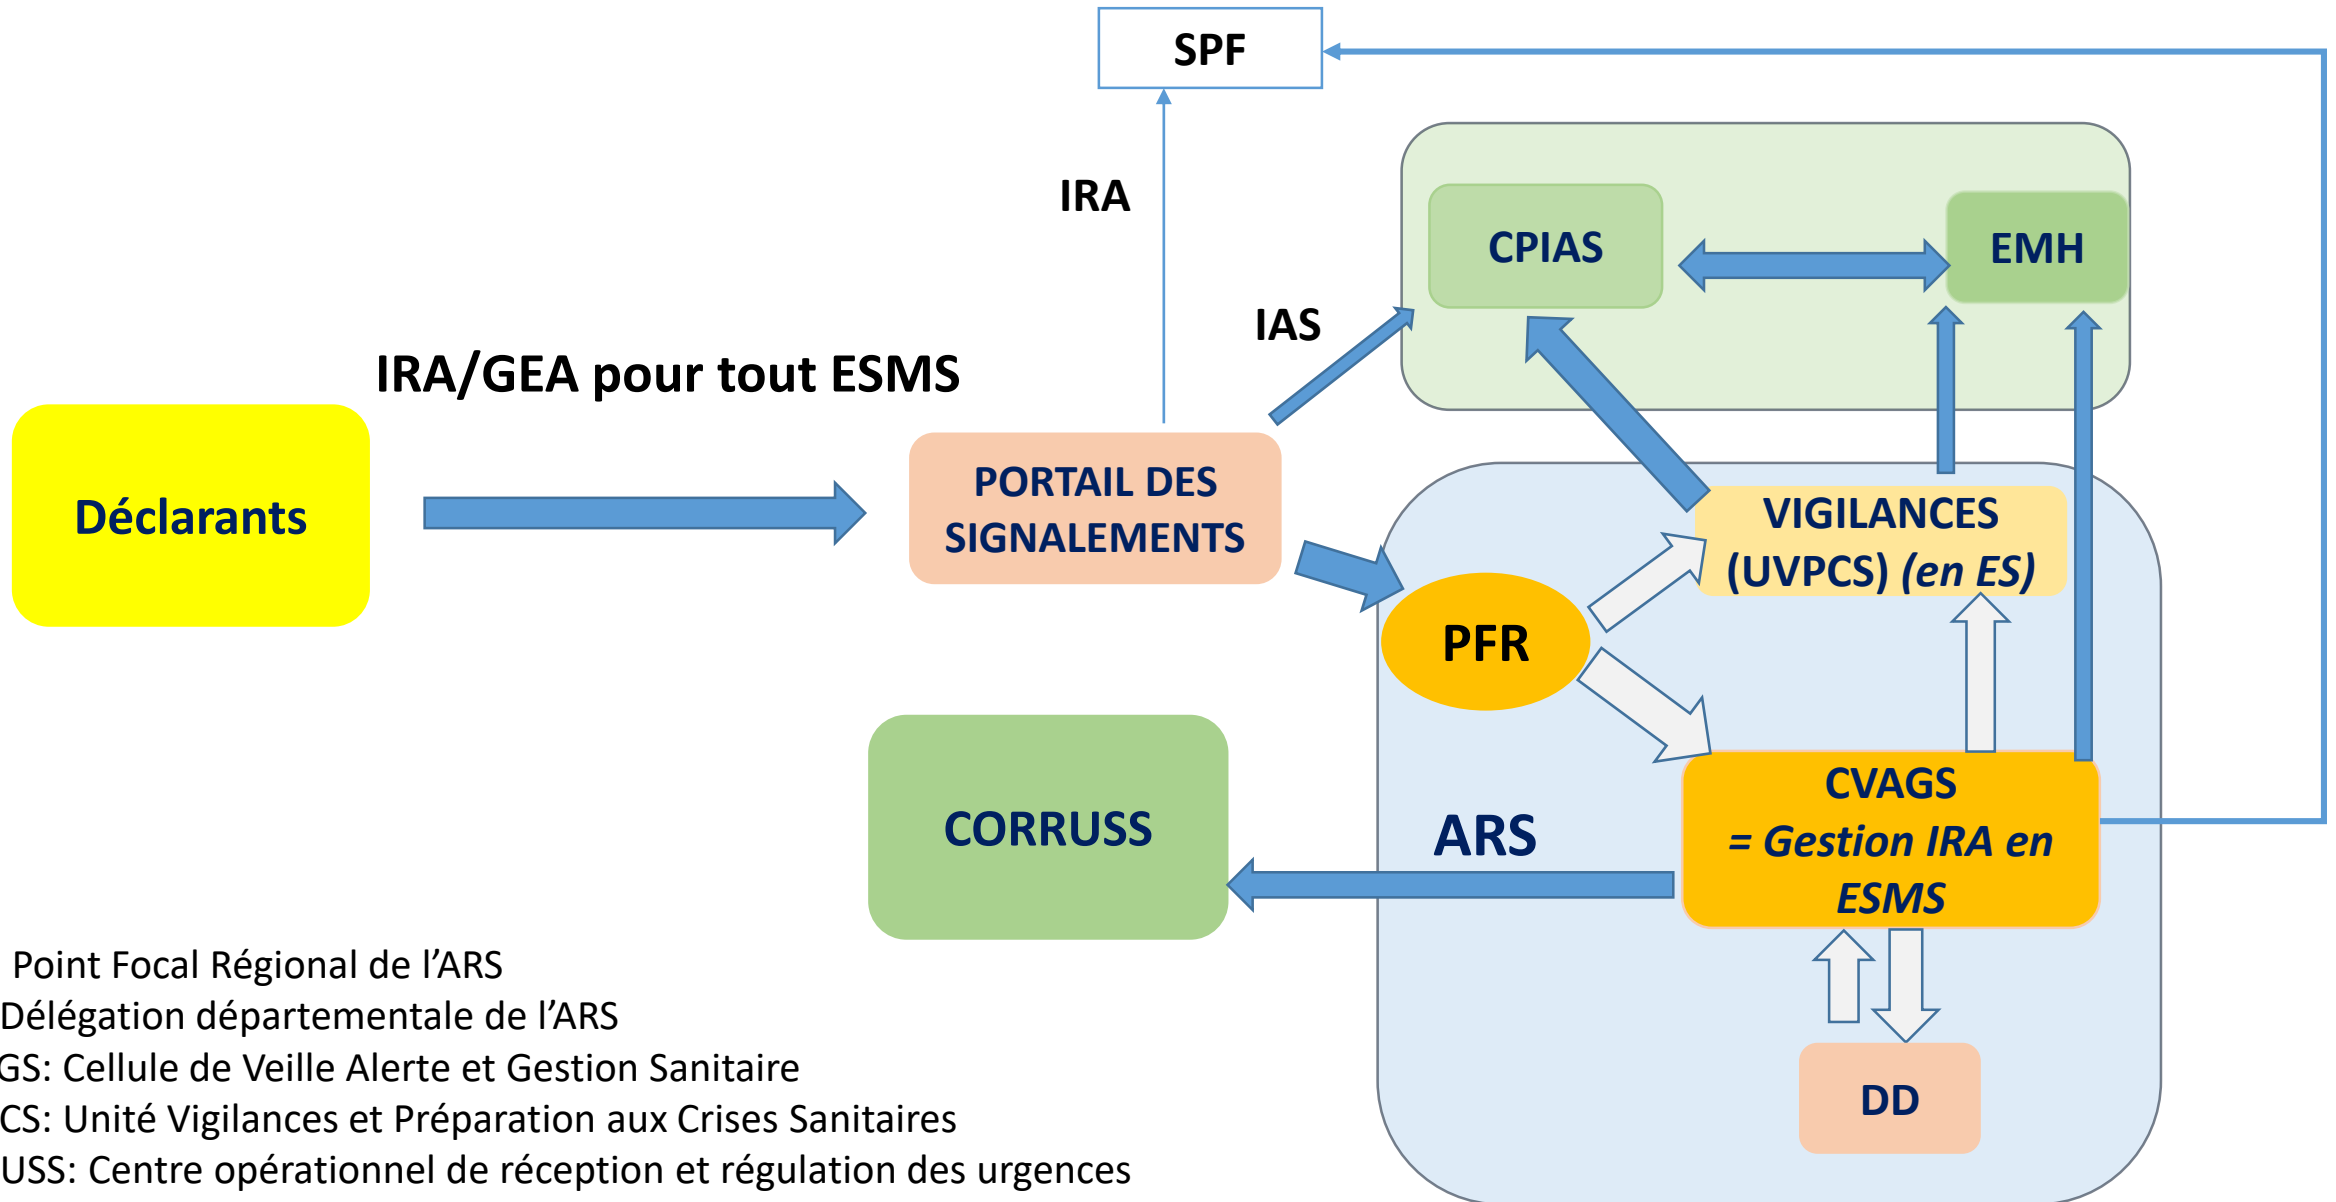 SPF
IRA
CPIAS
EMH
IAS
IRA/GEA pour tout ESMS
Déclarants
PORTAIL DES
SIGNALEMENTS
VIGILANCES
(UVPCS) (en ES)
PFR
CORRUSS
ARS
CVAGS
= Gestion IRA en
ESMS
DD
Point Focal Régional de l’ARS
Délégation départementale de l’ARS
GS: Cellule de Veille Alerte et Gestion Sanitaire
CS: Unité Vigilances et Préparation aux Crises Sanitaires
USS: Centre opérationnel de réception et régulation des urgences